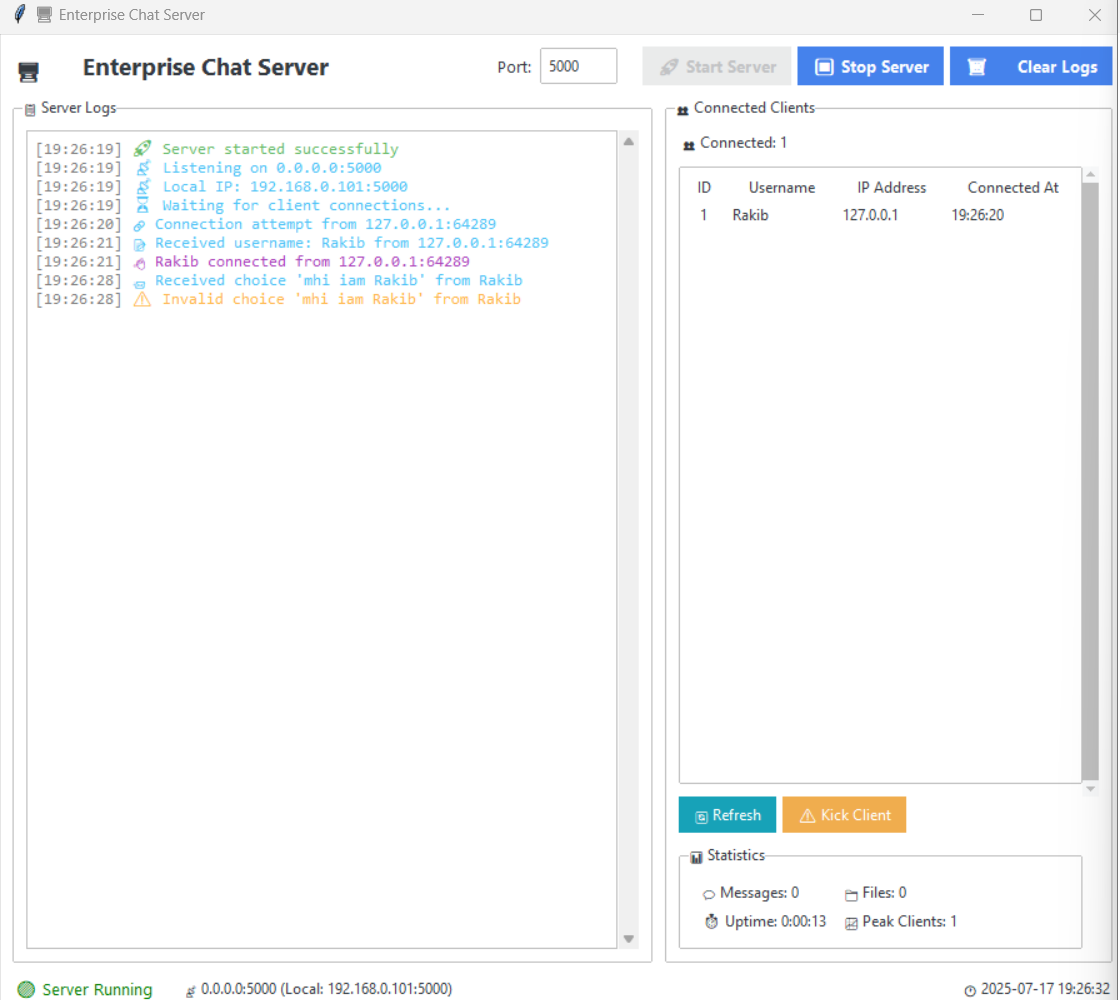 Enterprise Chat Server
Enterprise Chat Server
Port: 5000 Start Server Stop Server Clear Logs
Server Logs
[19:26:19] Server started successfully
[19:26:19] Listening on 0.0.0.0:5000
[19:26:19] Local IP: 192.168.0.101:5000
[19:26:19] Waiting for client connections...
[19:26:20] Connection attempt from 127.0.0.1:64289
[19:26:21] Received username: Rakib from 127.0.0.1:64289
[19:26:21] Rakib connected from 127.0.0.1:64289
[19:26:28] Received choice 'mhi iam Rakib' from Rakib
[19:26:28] Invalid choice 'mhi iam Rakib' from Rakib
Connected Clients
Connected: 1
ID Username IP Address Connected At
1 Rakib 127.0.0.1 19:26:20
Refresh Kick Client
Statistics
Messages: 0 Files: 0
Uptime: 0:00:13 Peak Clients: 1
Server Running 0.0.0.0:5000 (Local: 192.168.0.101:5000) 2025-07-17 19:26:32